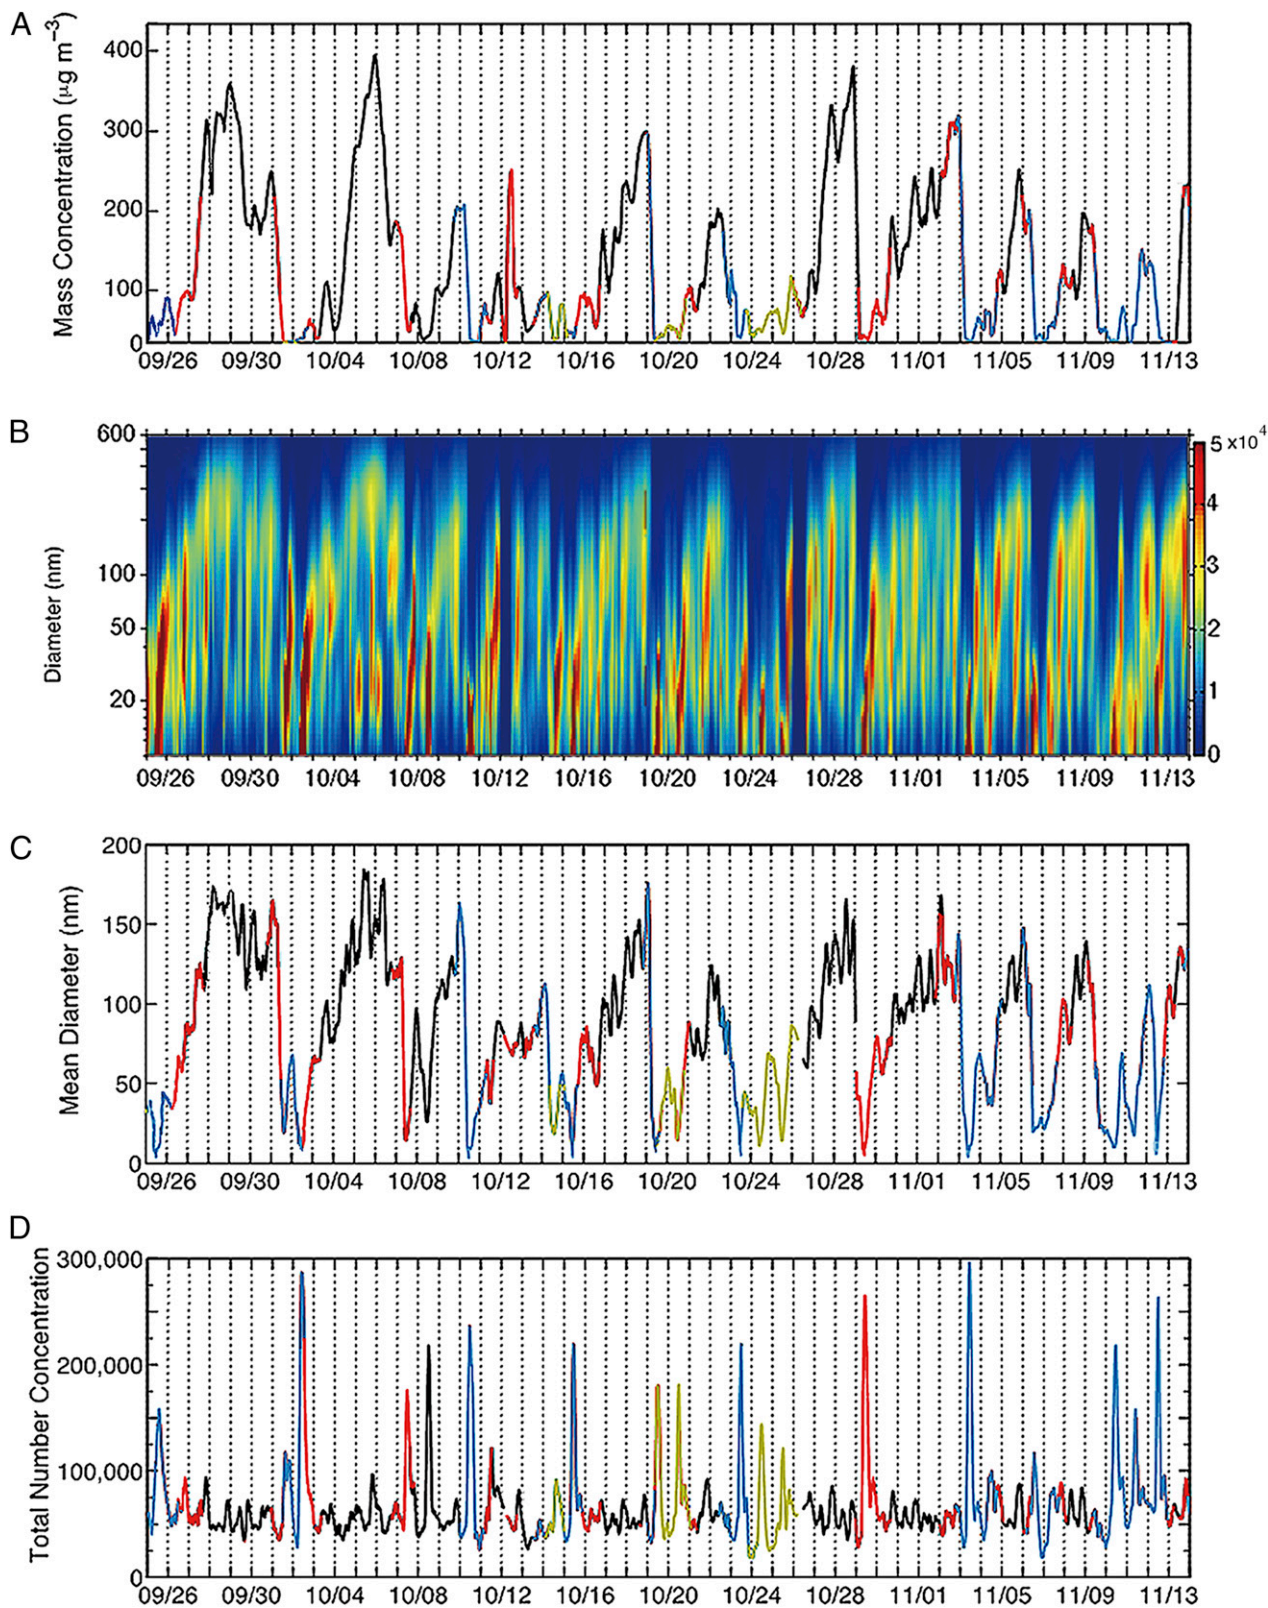 A
Mass Concentration (μg m−3)
400
300
200
100
0
09/26 09/30 10/04 10/08 10/12 10/16 10/20 10/24 10/28 11/01 11/05 11/09 11/13
B
Diameter (nm)
600
100
50
20
5 x10 4
4
3
2
1
0
09/26 09/30 10/04 10/08 10/12 10/16 10/20 10/24 10/28 11/01 11/05 11/09 11/13
C
Mean Diameter (nm)
200
150
100
50
0
09/26 09/30 10/04 10/08 10/12 10/16 10/20 10/24 10/28 11/01 11/05 11/09 11/13
D
Total Number Concentration
300,000
200,000
100,000
0
09/26 09/30 10/04 10/08 10/12 10/16 10/20 10/24 10/28 11/01 11/05 11/09 11/13